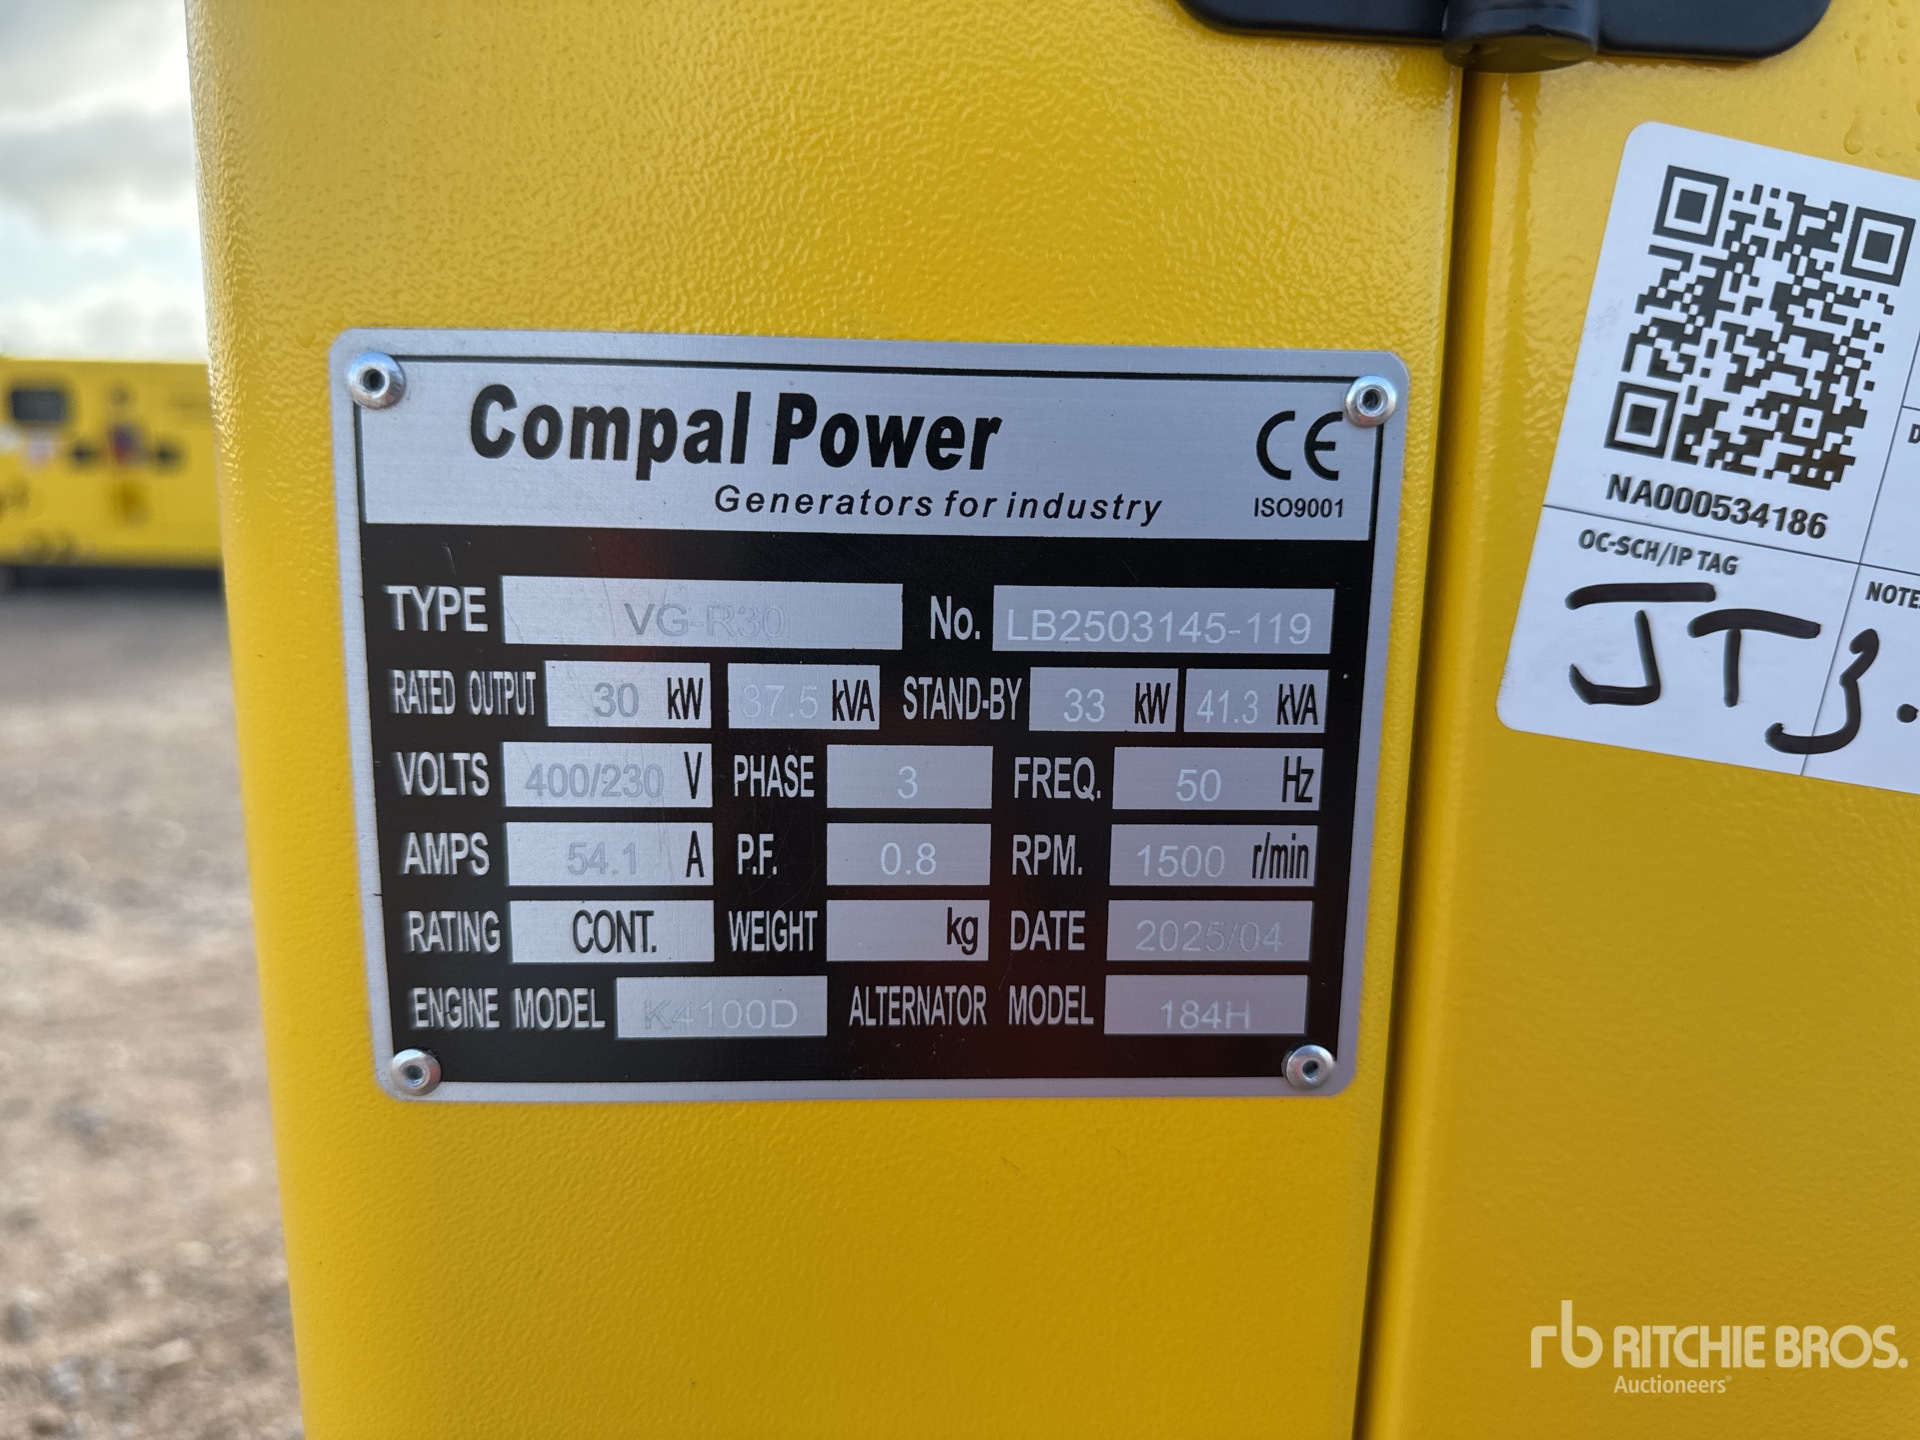 Compal Power
Generators for industry
CE
ISO9001
TYPE VG-R30 No. LB2503145-119
RATED OUTPUT 30 kW 37.5 kVA STAND-BY 33 kW 41.3 kVA
VOLTS 400/230 V PHASE 3 FREQ. 50 Hz
AMPS 54.1 A P.F. 0.8 RPM. 1500 r/min
RATING CONT. WEIGHT kg DATE 2025/04
ENGINE MODEL K4100D ALTERNATOR MODEL 184H
NA000534186
OC-SCH/IP TAG
NOTE
JT3.
rb RITCHIE BROS.
Auctioneers